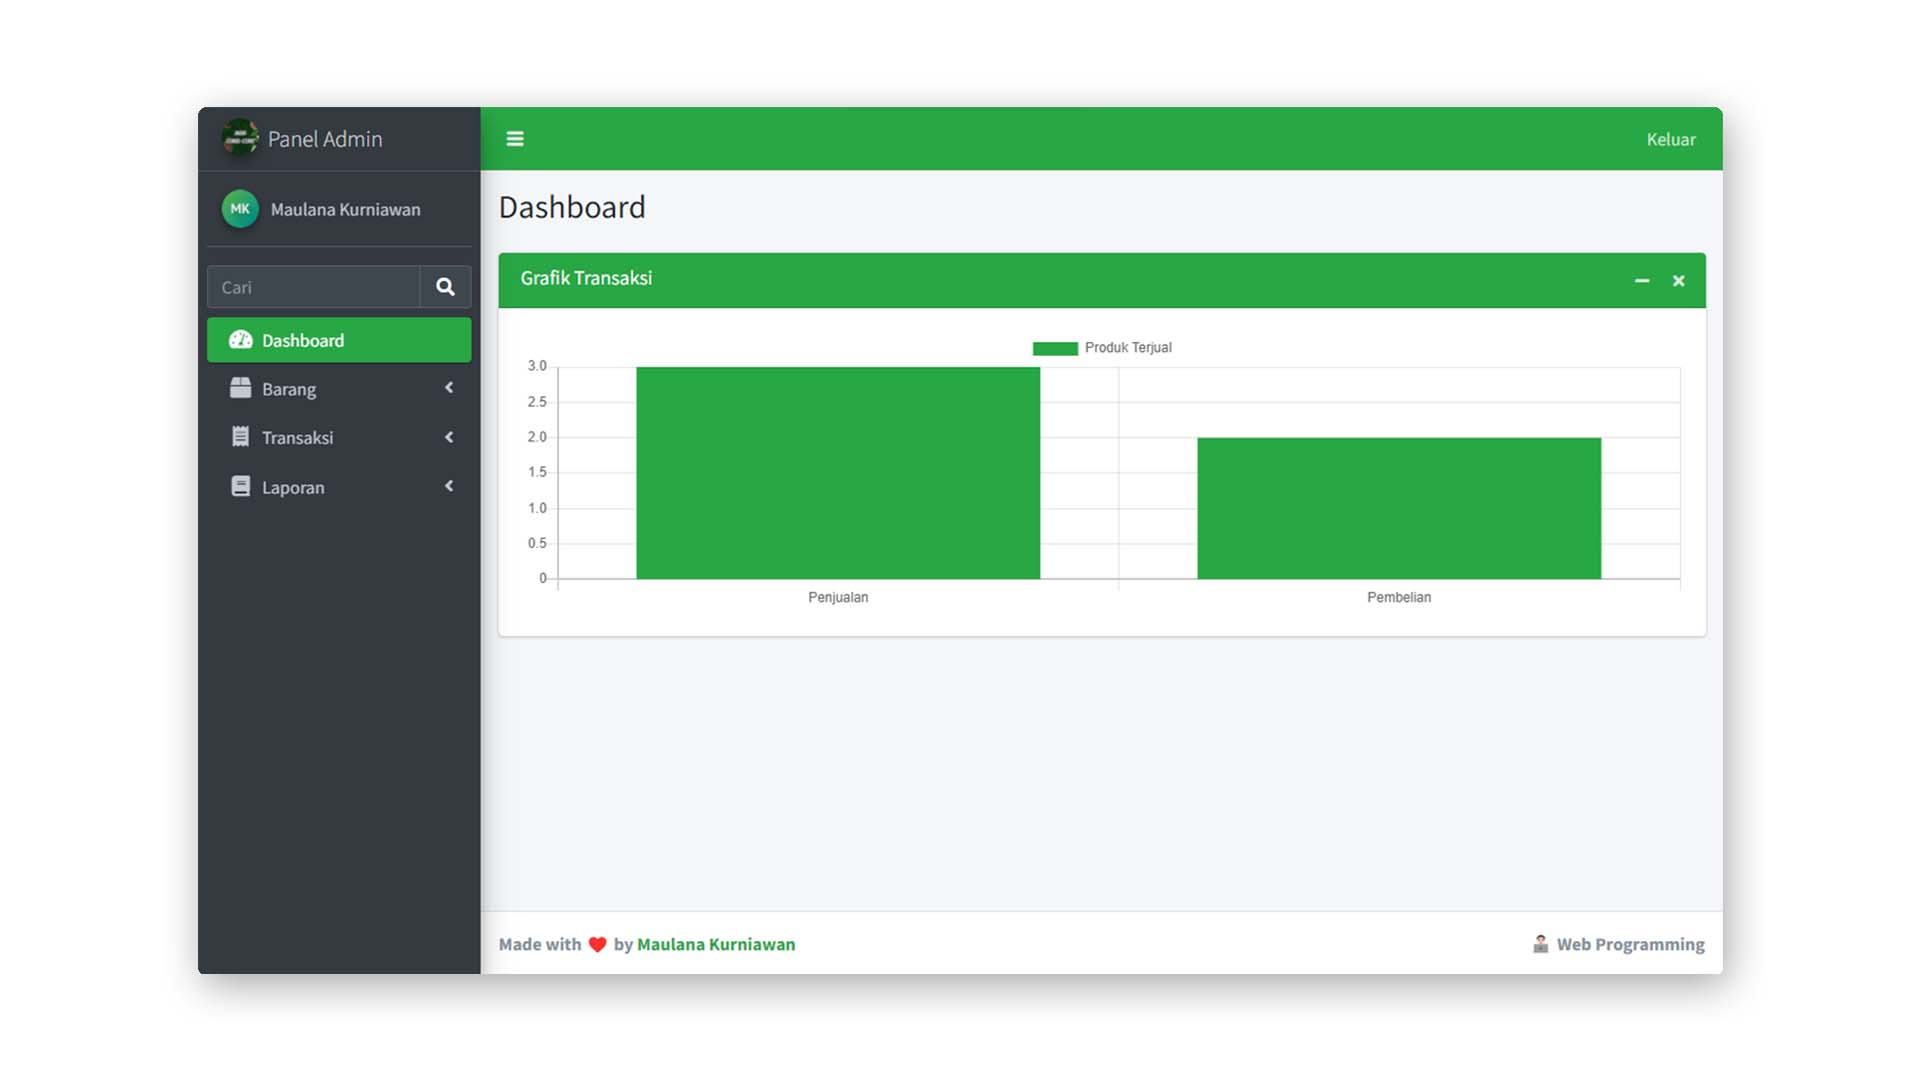 Panel Admin
Keluar
MK
Maulana Kurniawan
Dashboard
Cari
Grafik Transaksi
Dashboard
Barang
Transaksi
Laporan
Produk Terjual
3.0
2.5
2.0
1.5
1.0
0.5
0
Penjualan
Pembelian
Made with ❤ by Maulana Kurniawan
Web Programming